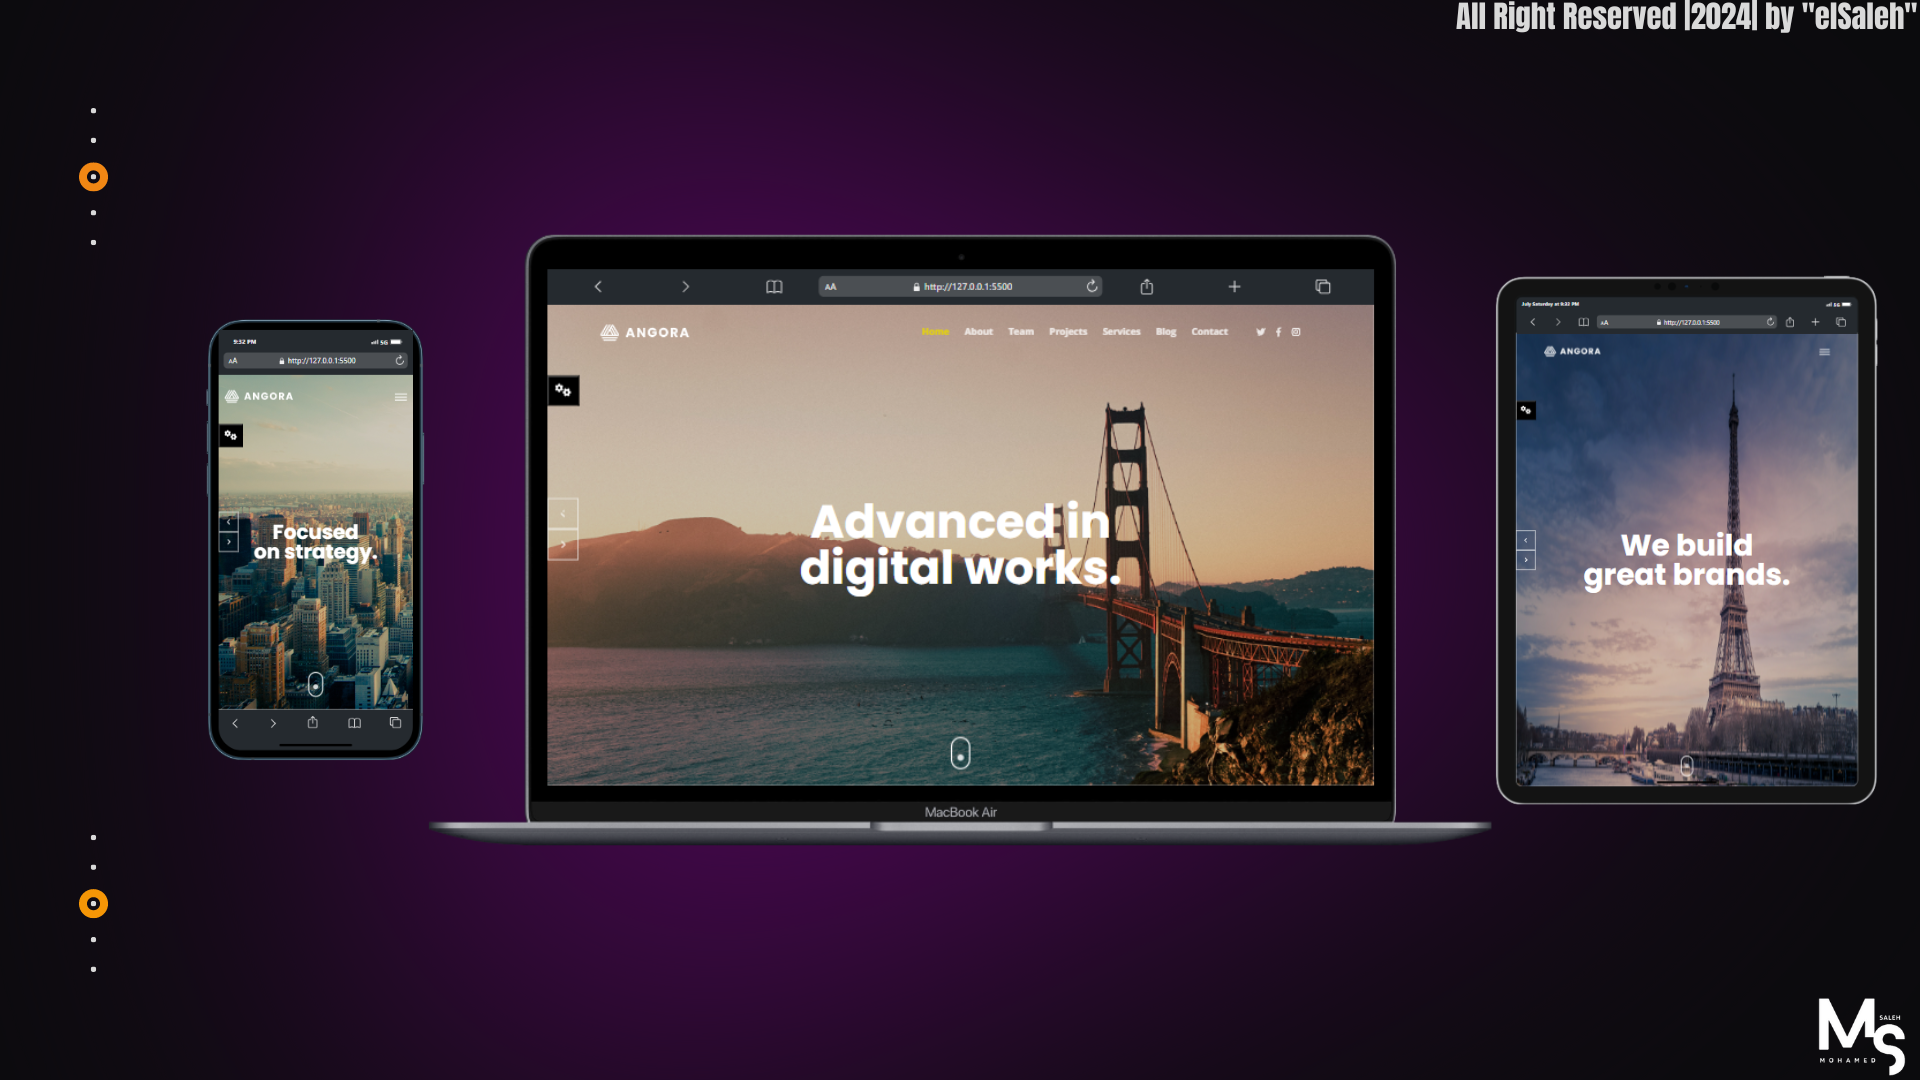 All Right Reserved |2024| by "elSaleh"
9:32 PM
5G
AA
http://127.0.0.1:5500
ANGORA
Focused
on strategy.
AA
http://127.0.0.1:5500
ANGORA
Home About Team Projects Services Blog Contact
Advanced in
digital works.
MacBook Air
July Saturday at 9:22 PM
5G
AA
http://127.0.0.1:5500
ANGORA
We build
great brands.
MS
SALEH
MOHAMED